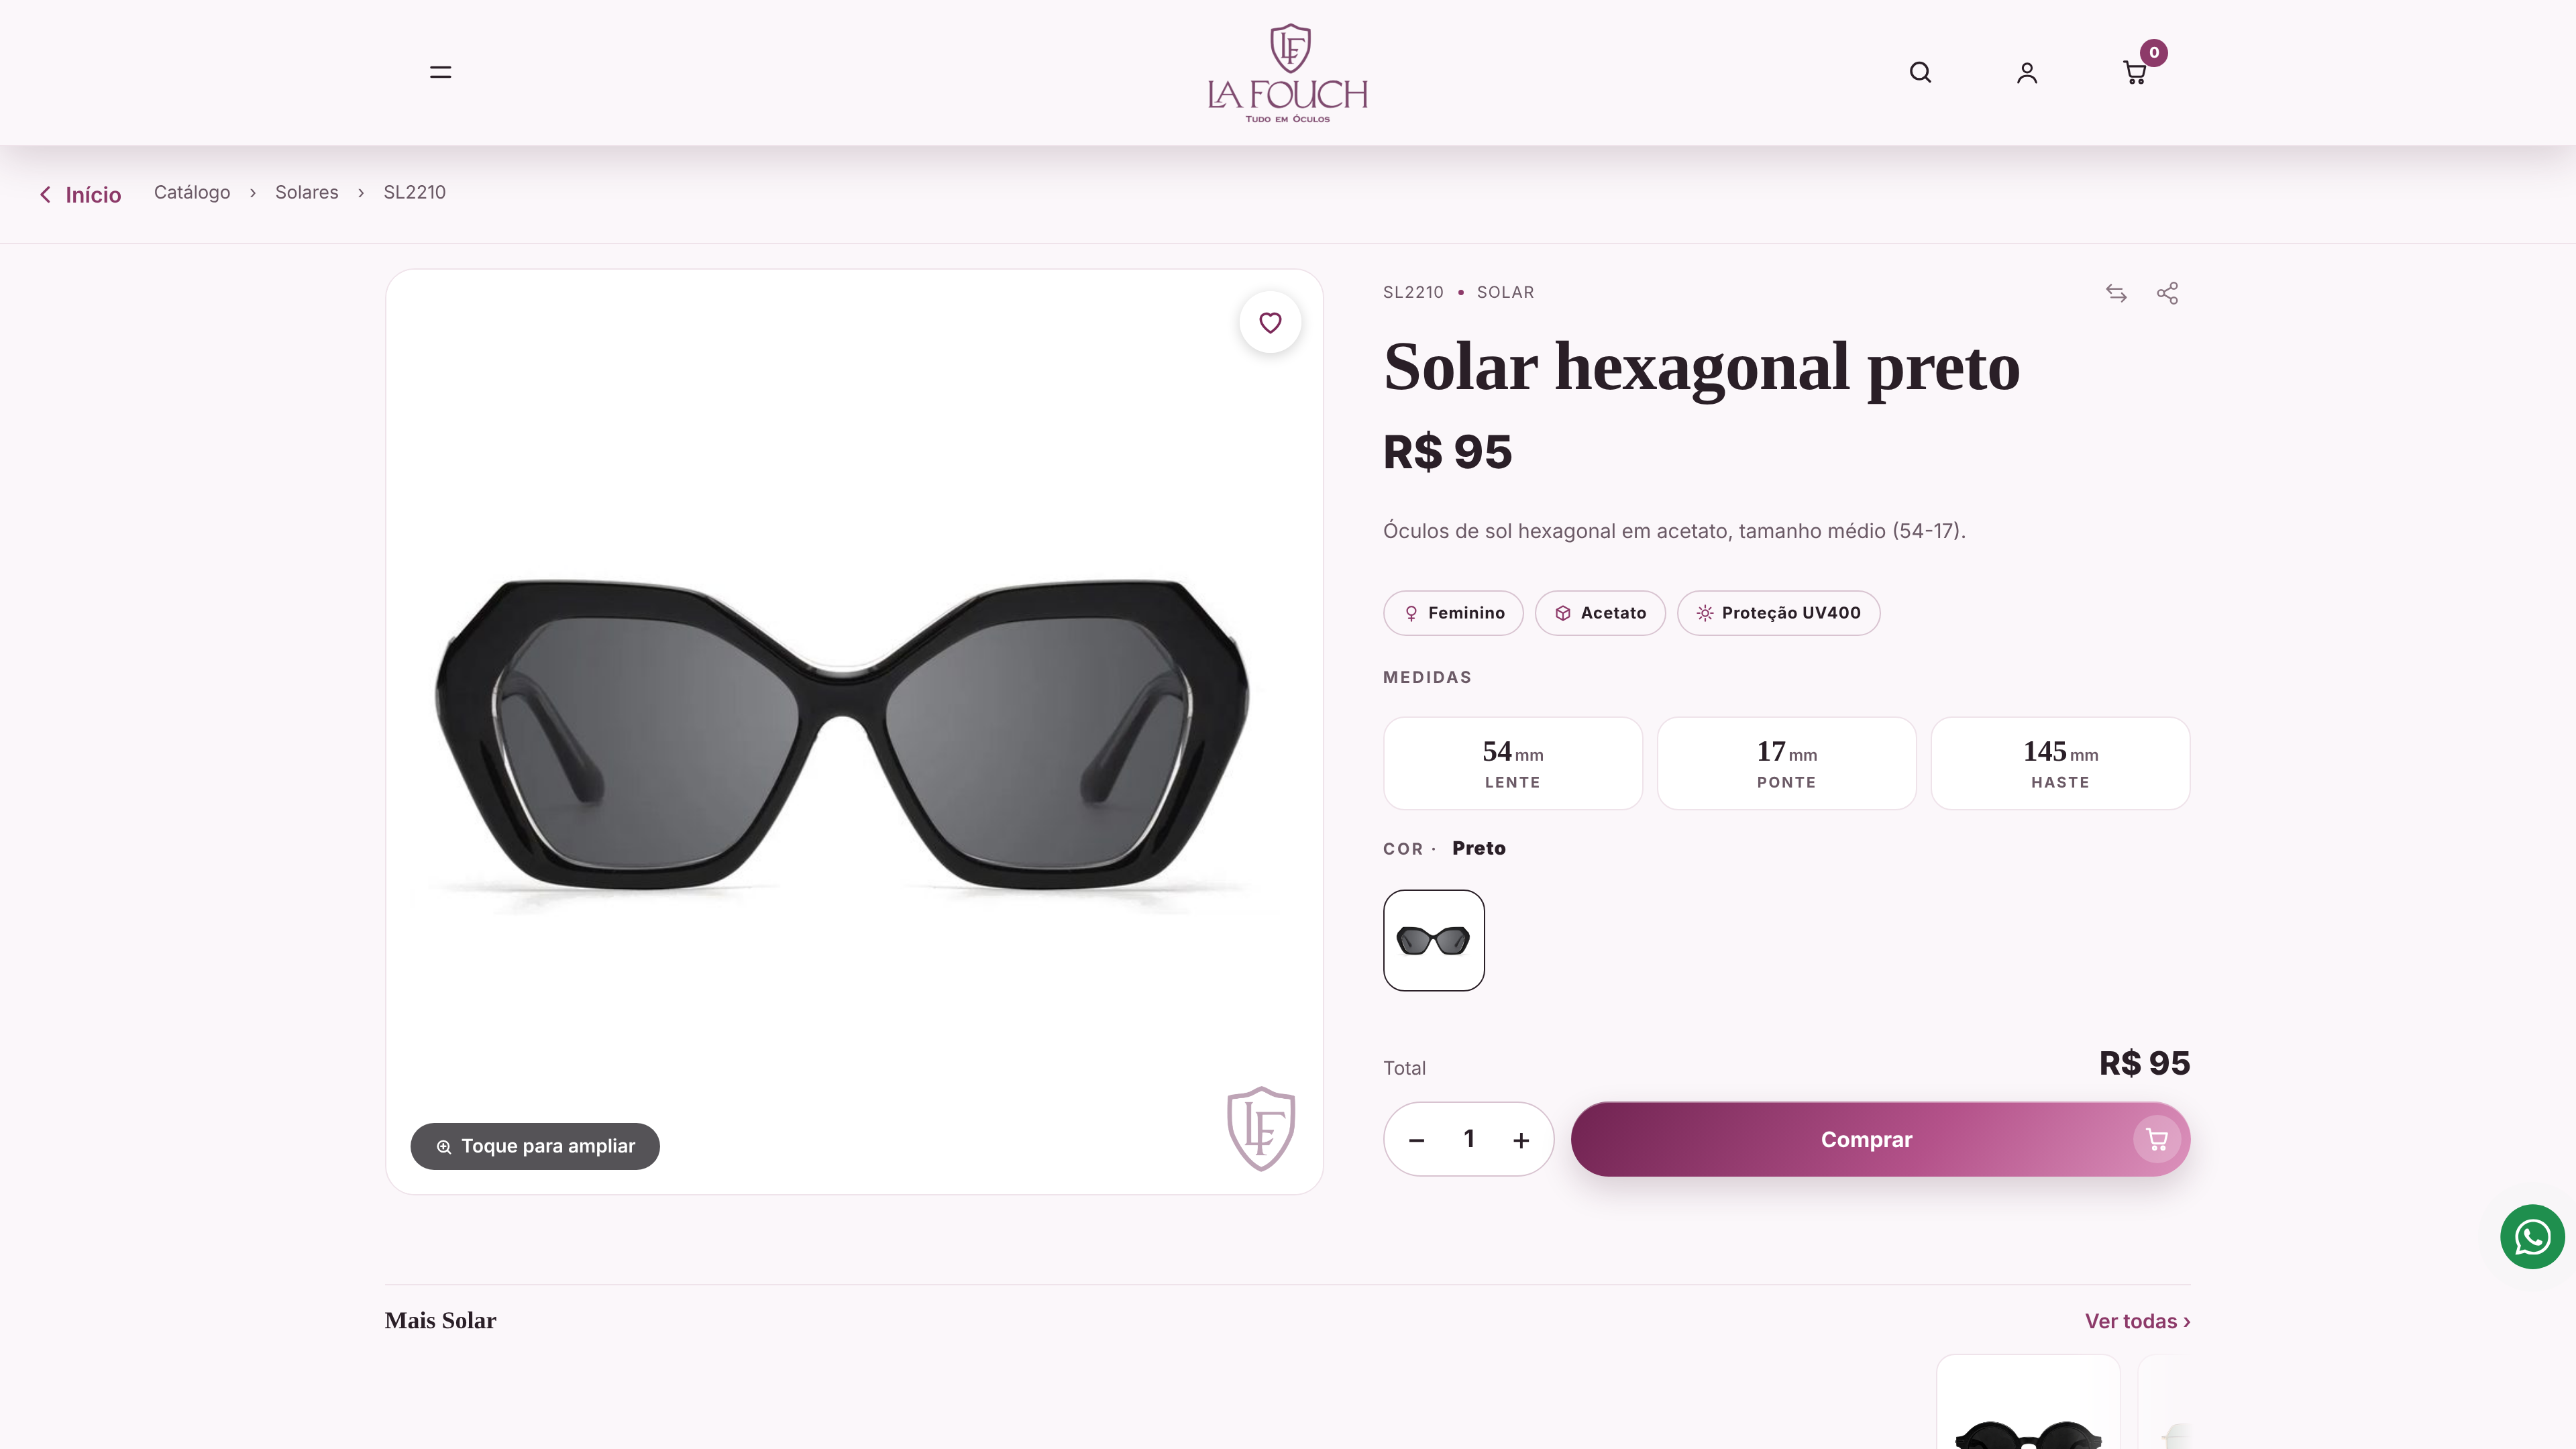 LF
LA FOUCH
TUDO EM ÓCULOS
0
Início
Catálogo › Solares › SL2210
SL2210 • SOLAR
Solar hexagonal preto
R$ 95
Óculos de sol hexagonal em acetato, tamanho médio (54-17).
Feminino Acetato Proteção UV400
MEDIDAS
54 mm 17 mm 145 mm
LENTE PONTE HASTE
COR · Preto
Total R$ 95
− 1 + Comprar
LF
Toque para ampliar
Mais Solar Ver todas ›